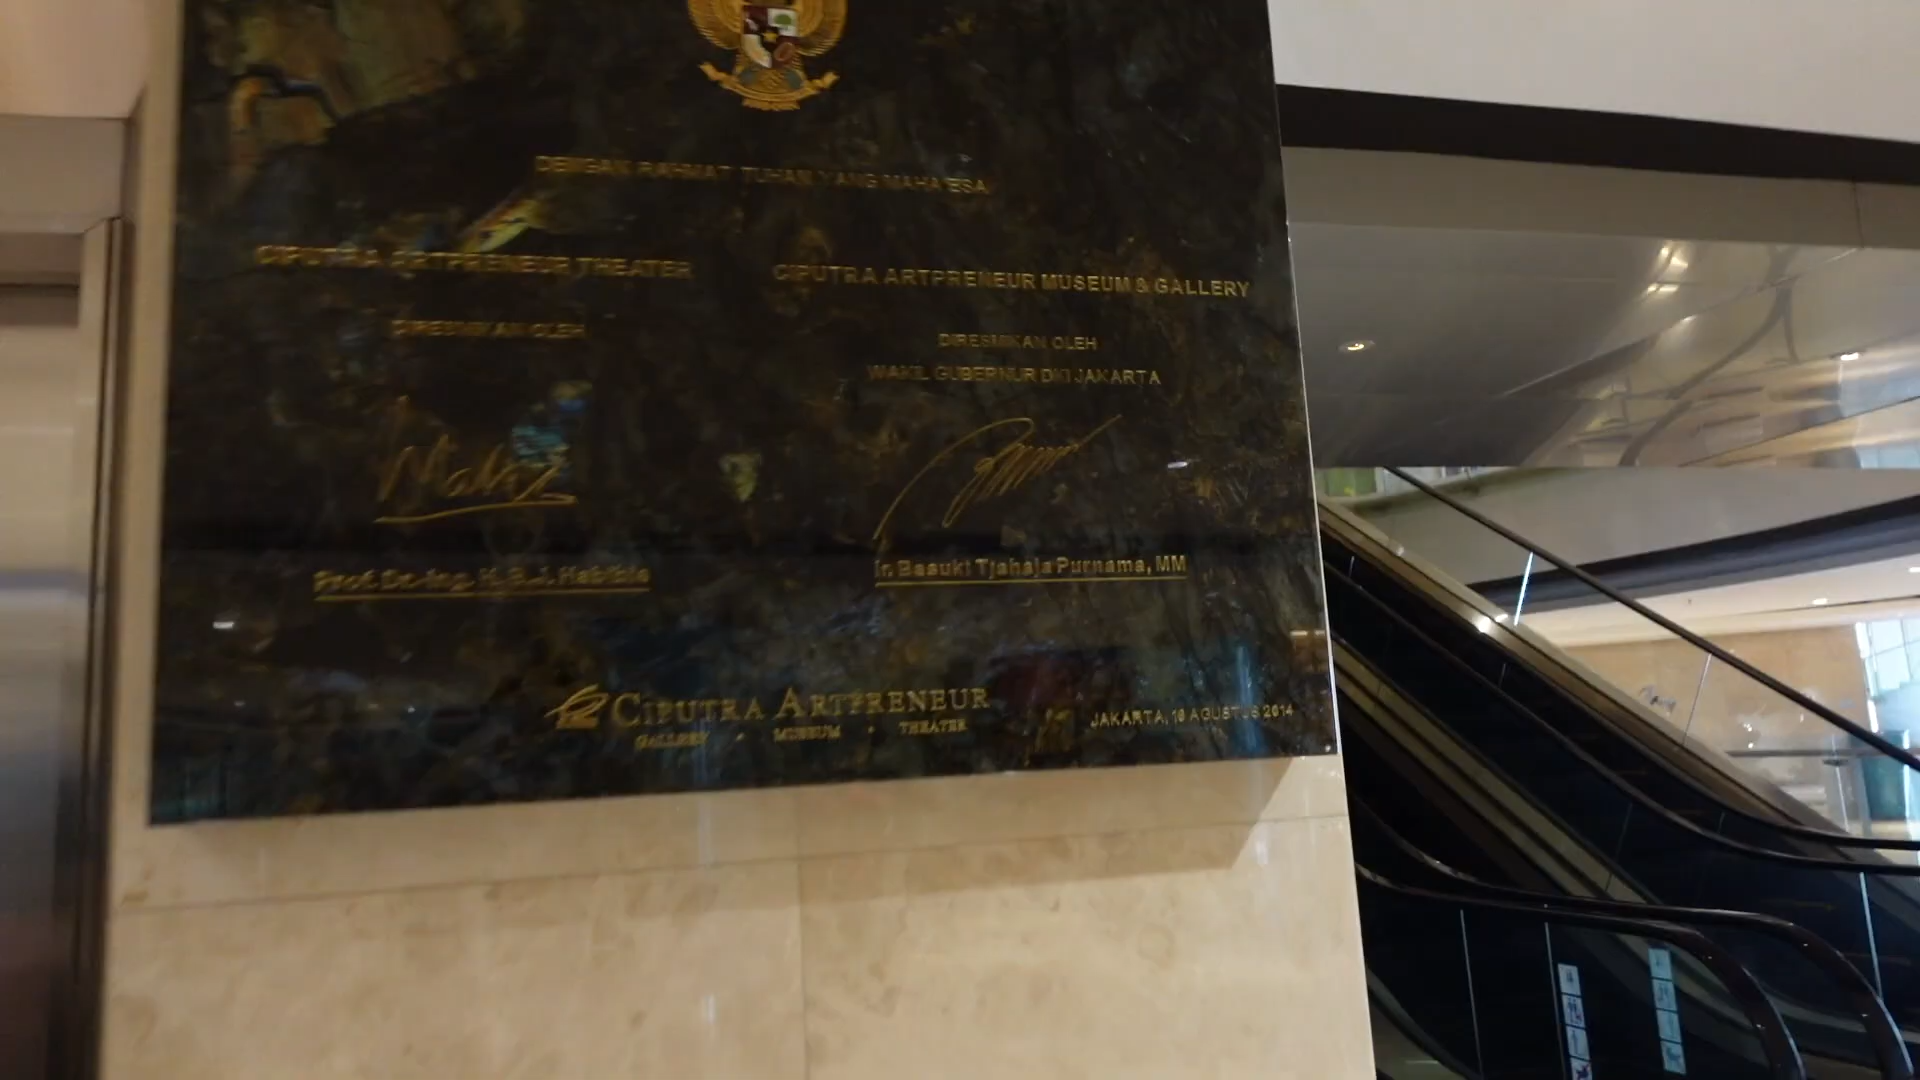 DENGAN RAHMAT TUHAN YANG MAHA ESA
CIPUTRA ARTPRENEUR THEATER
DIRESMIKAN OLEH
Prof. Dr.-Ing. H. B.J. Habibie
CIPUTRA ARTPRENEUR MUSEUM & GALLERY
DIRESMIKAN OLEH
WAKIL GUBERNUR DKI JAKARTA
Ir. Basuki Tjahaja Purnama, MM
CIPUTRA ARTPRENEUR
GALLERY • MUSEUM • THEATER
JAKARTA, AGUSTUS 2014